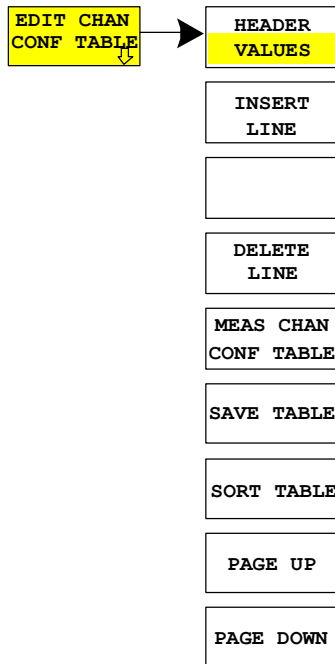 EDIT CHAN
CONF TABLE
HEADER
VALUES
INSERT
LINE
DELETE
LINE
MEAS CHAN
CONF TABLE
SAVE TABLE
SORT TABLE
PAGE UP
PAGE DOWN